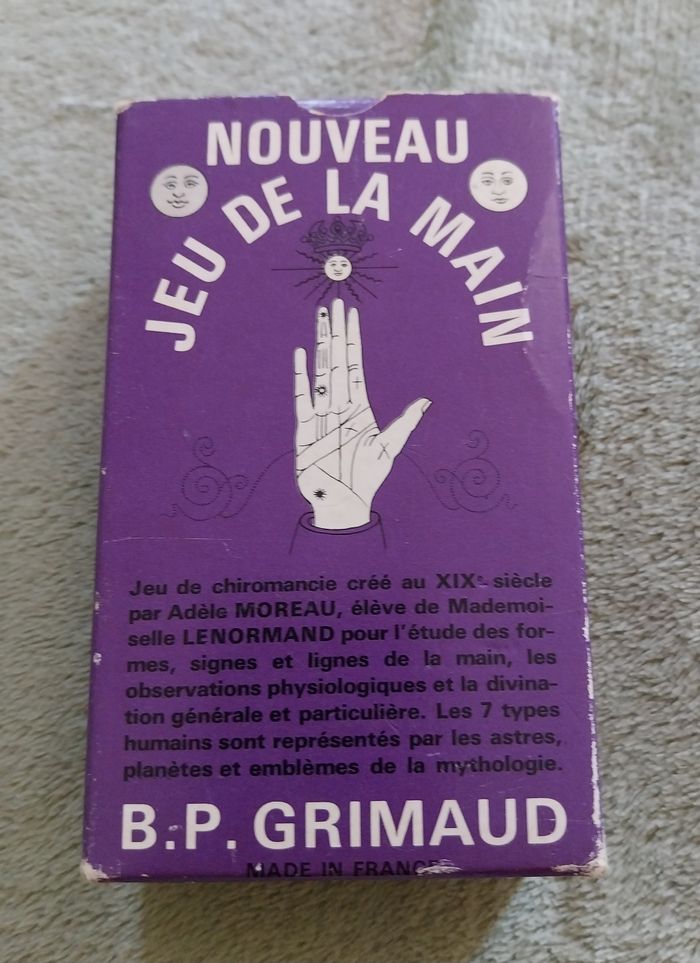 NOUVEAU
JEU DE LA MAIN
Jeu de chiromancie créé au XIXe siècle
par Adèle MOREAU, élève de Mademoi-
selle LENORMAND pour l'étude des for-
mes, signes et lignes de la main, les
observations physiologiques et la divina-
tion générale et particulière. Les 7 types
humains sont représentés par les astres,
planètes et emblèmes de la mythologie.
B.P. GRIMAUD
MADE IN FRANCE